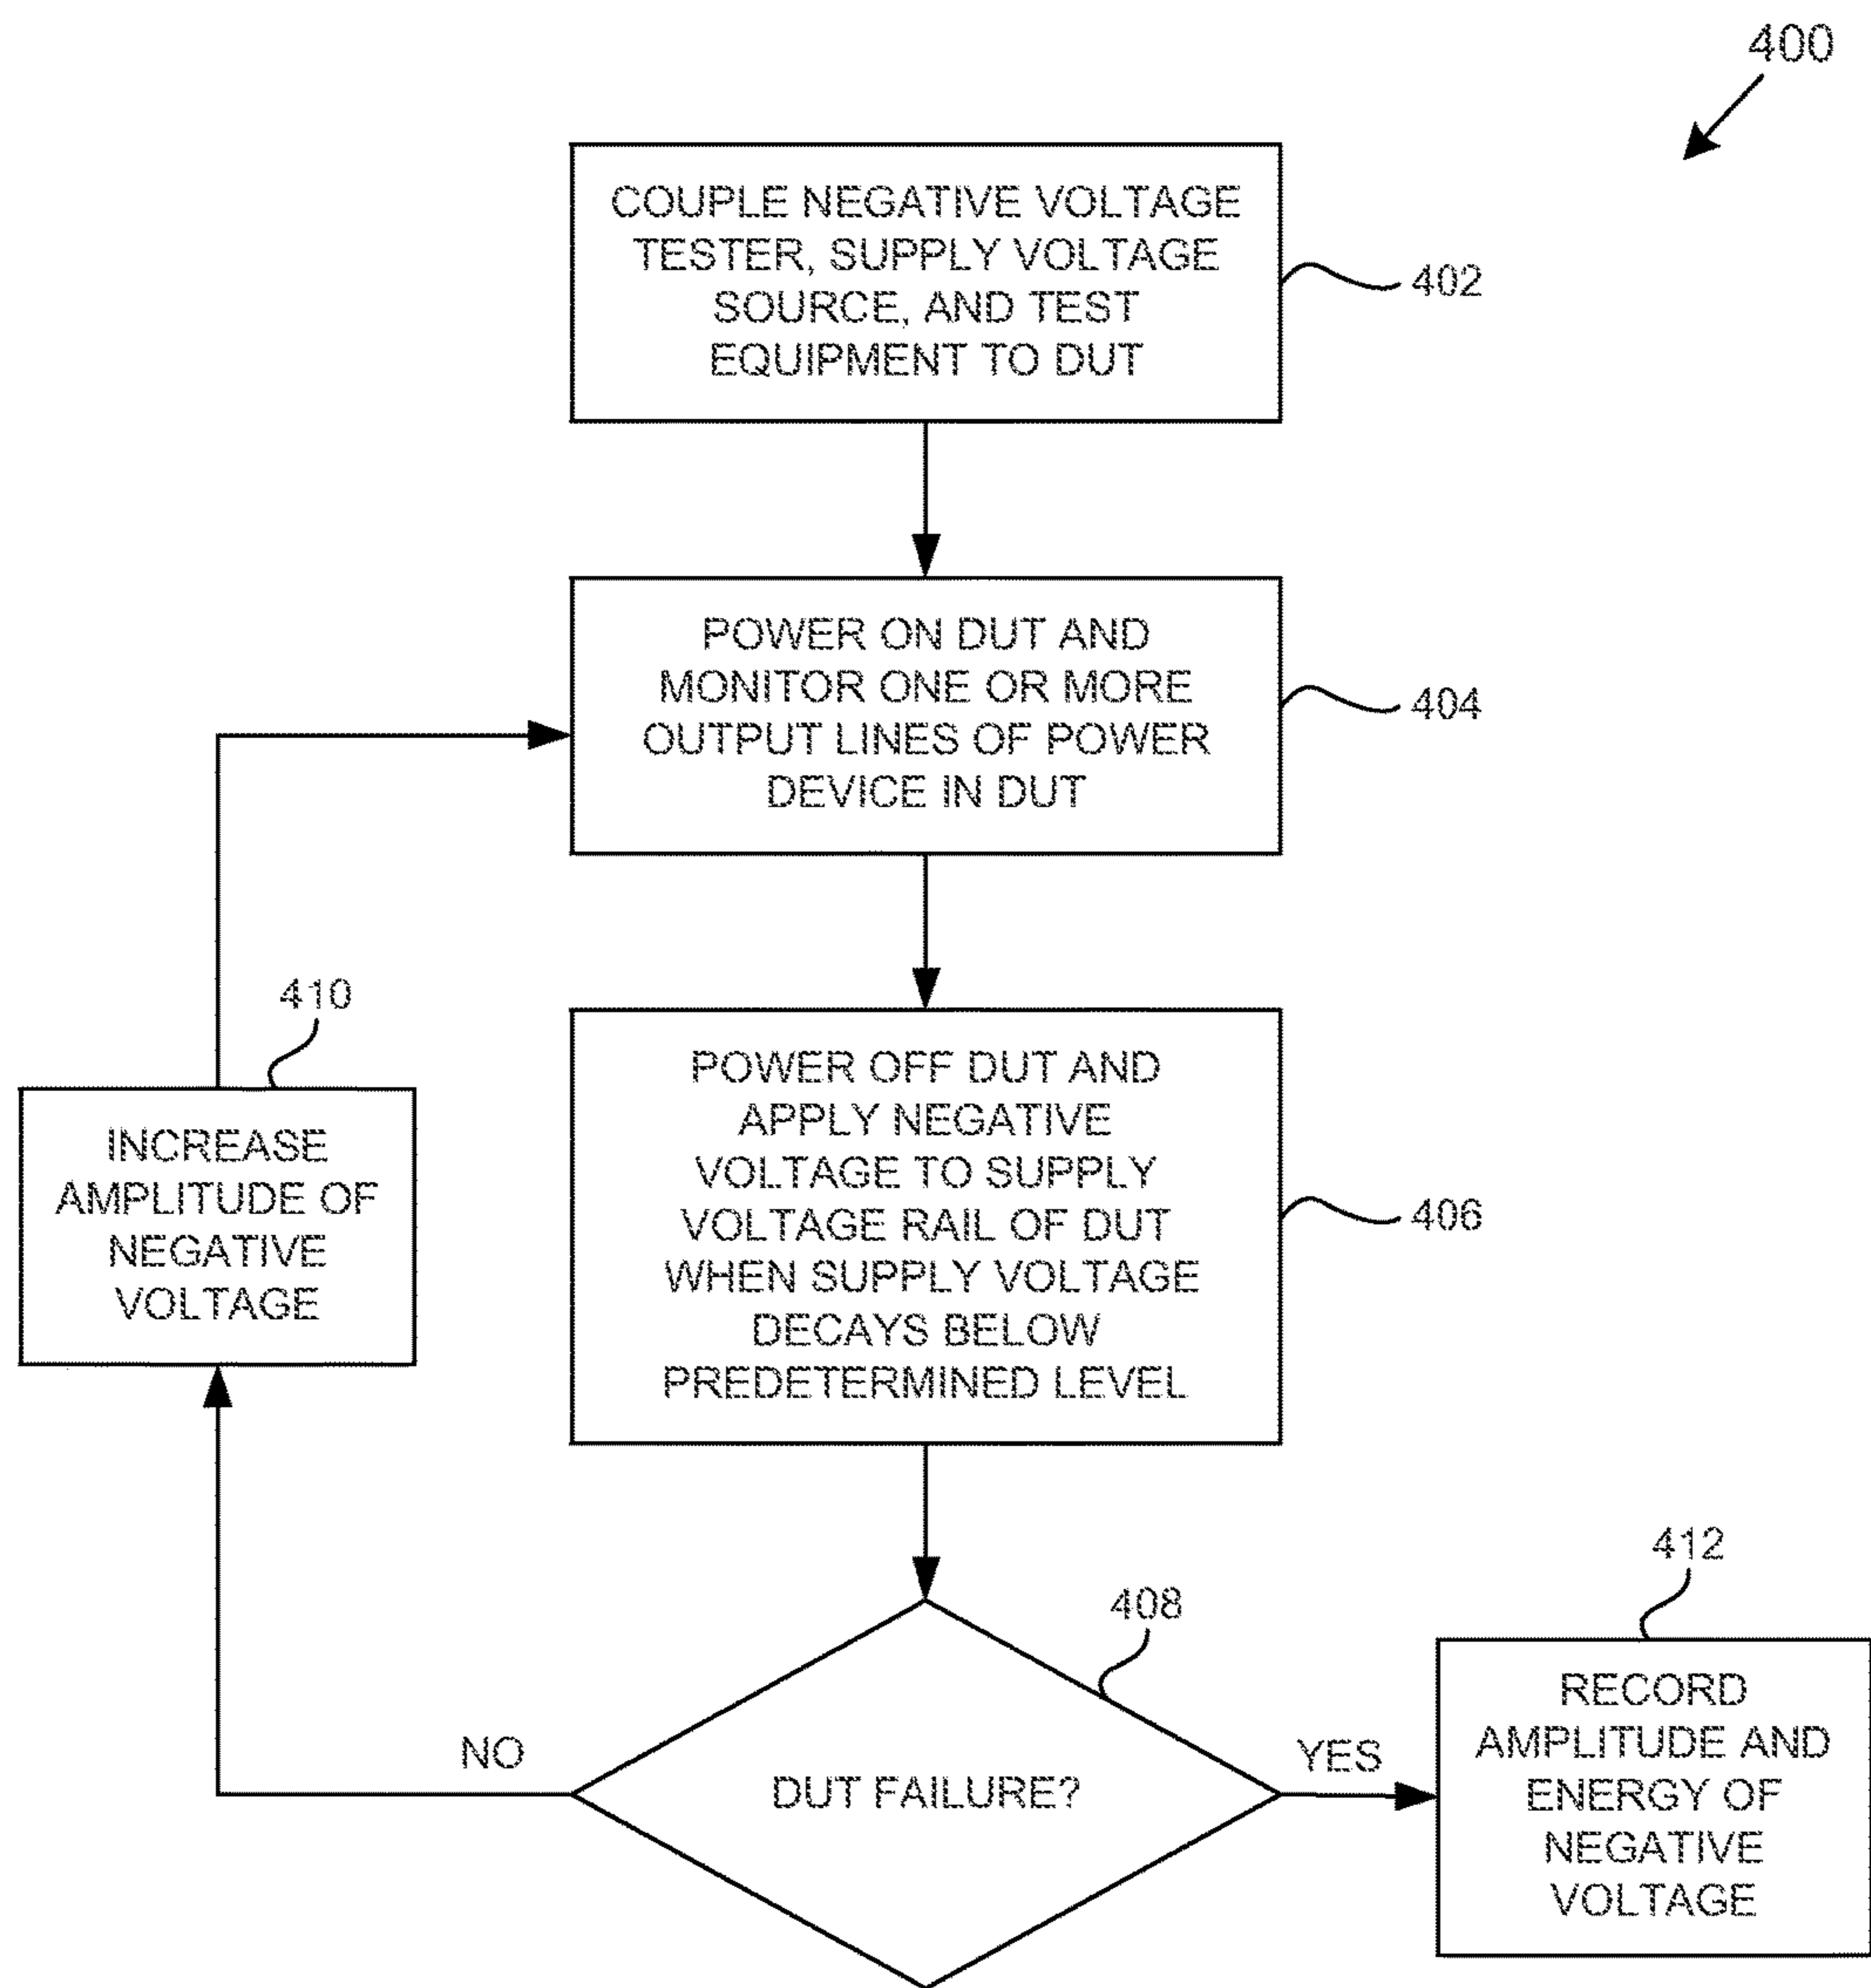 400
COUPLE NEGATIVE VOLTAGE
TESTER, SUPPLY VOLTAGE
SOURCE, AND TEST
EQUIPMENT TO DUT
402
POWER ON DUT AND
MONITOR ONE OR MORE
OUTPUT LINES OF POWER
DEVICE IN DUT
404
POWER OFF DUT AND
APPLY NEGATIVE
VOLTAGE TO SUPPLY
VOLTAGE RAIL OF DUT
WHEN SUPPLY VOLTAGE
DECAYS BELOW
PREDETERMINED LEVEL
406
410
INCREASE
AMPLITUDE OF
NEGATIVE
VOLTAGE
408
DUT FAILURE?
NO
YES
412
RECORD
AMPLITUDE AND
ENERGY OF
NEGATIVE
VOLTAGE